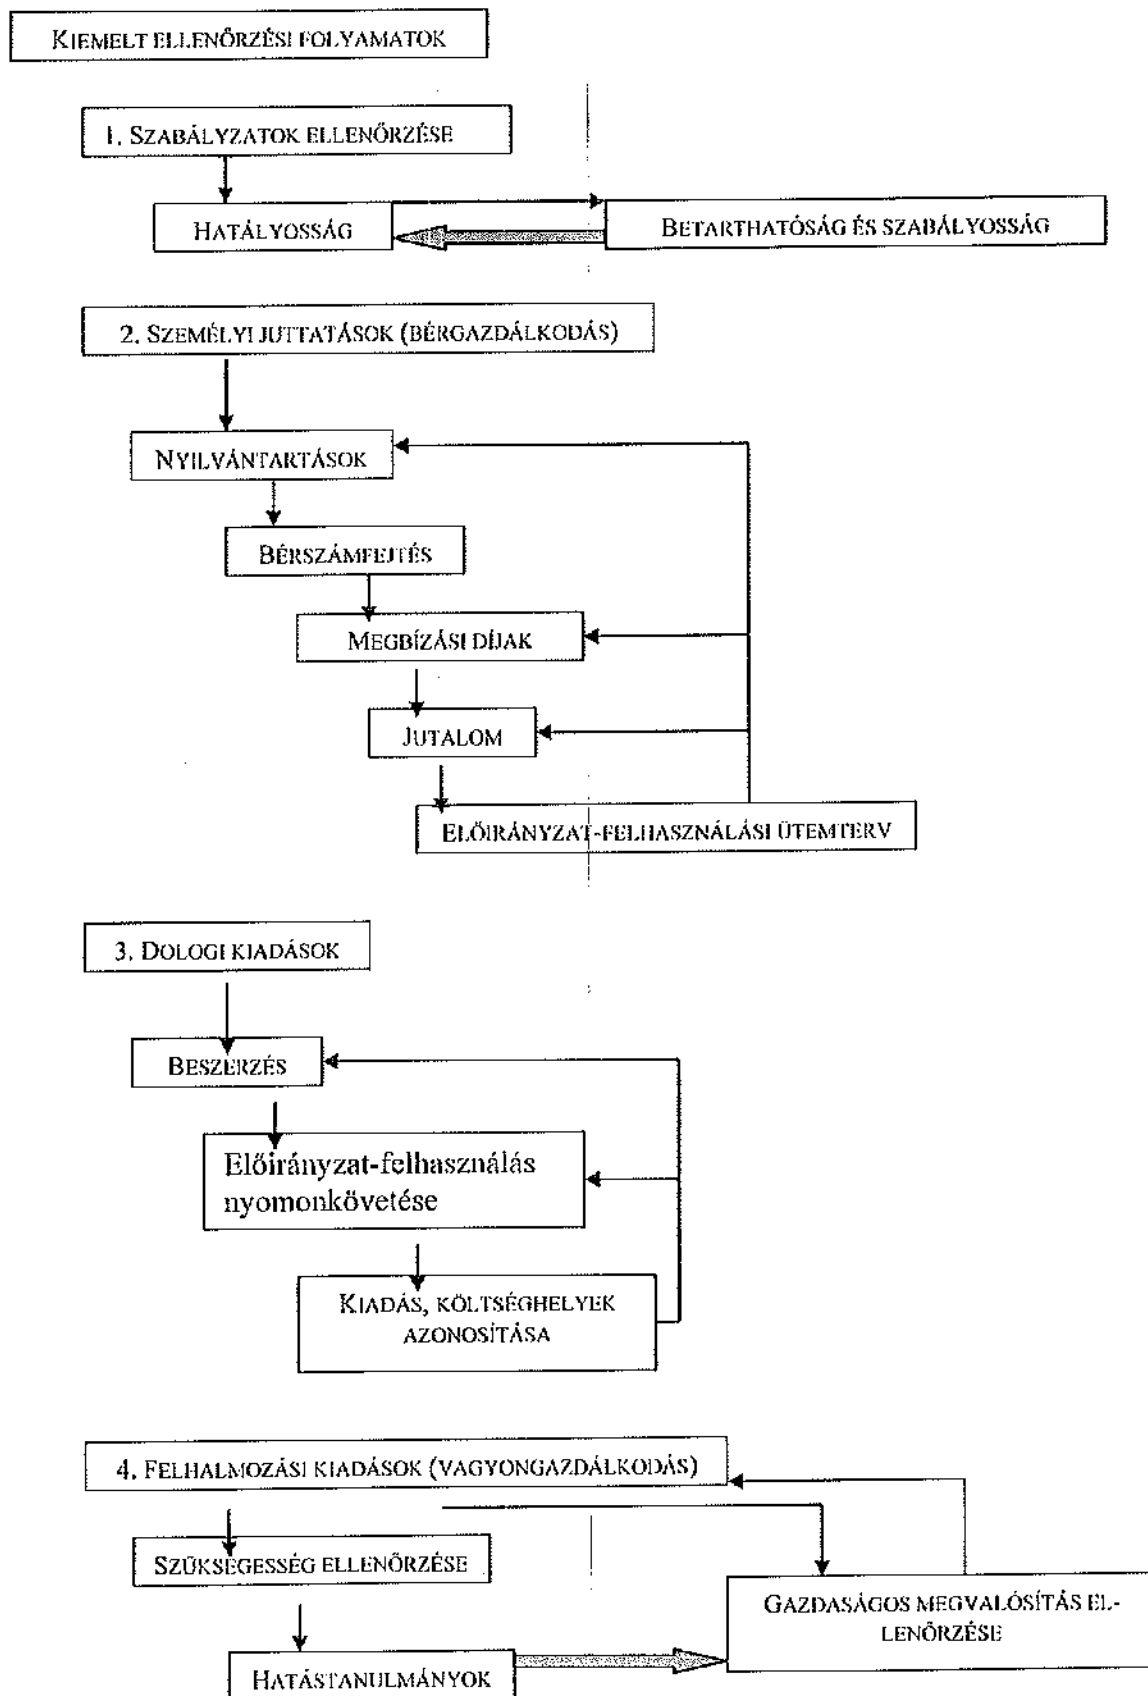 KIEMELT ELLENŐRZÉSI FOLYAMATOK
1. SZABÁLYZATOK ELLENŐRZÉSE
HATÁLYOSSÁG
BETARTHATÓSÁG ÉS SZABÁLYOSSÁG
2. SZEMÉLYI JUTTATÁSOK (BÉRGAZDÁLKODÁS)
NYILVÁNTARTÁSOK
BÉRSZÁMFEJTÉS
MEGBÍZÁSI DÍJAK
JUTALOM
ELŐIRÁNYZAT-FELHASZNÁLÁSI ÜTEMTERV
3. DOLOGI KIADÁSOK
BESZERZÉS
Előirányzat-felhasználás
nyomonkövetése
KIADÁS, KÖLTSÉGHELYEK
AZONOSÍTÁSA
4. FELHALMOZÁSI KIADÁSOK (VAGYONGAZDÁLKODÁS)
SZÜKSÉGESSÉG ELLENŐRZÉSE
GAZDASÁGOS MEGVALÓSÍTÁS EL-
LENŐRZÉSE
HATÁSTANULMÁNYOK